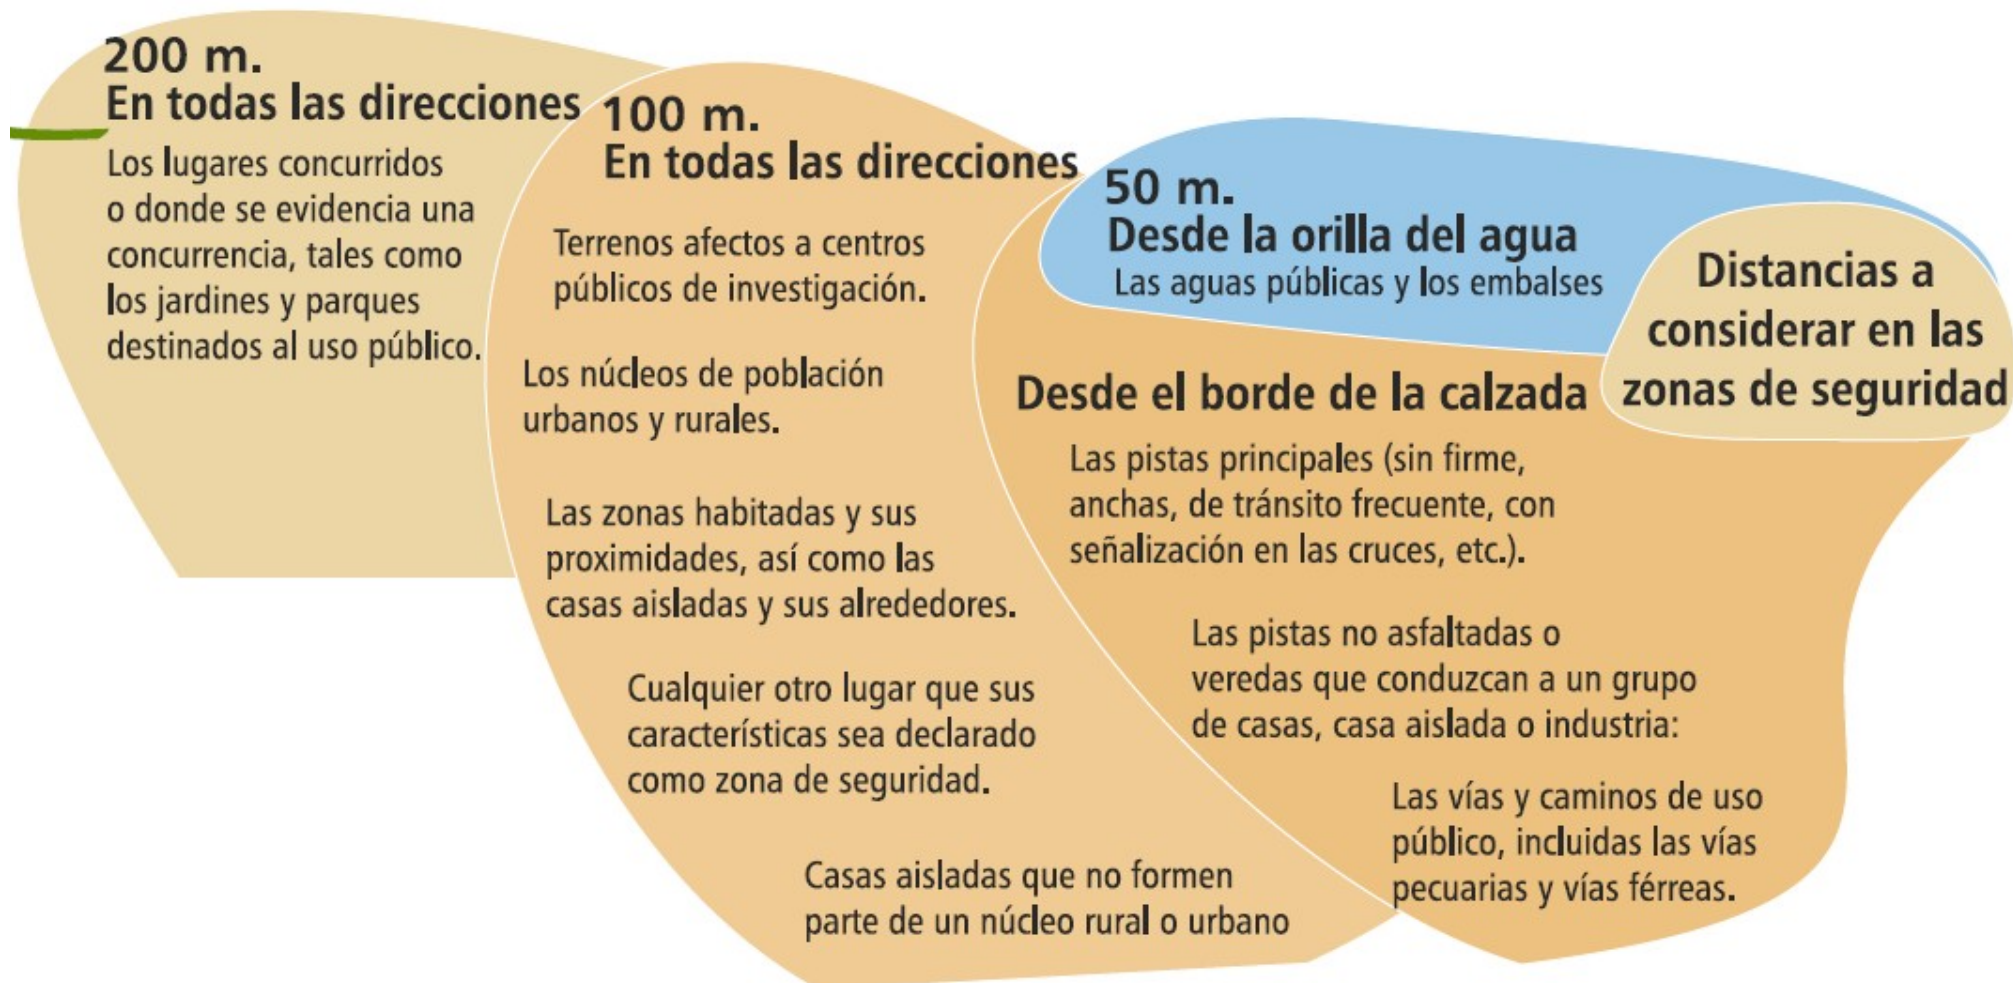 200 m.
En todas las direcciones
Los lugares concurridos
o donde se evidencia una
concurrencia, tales como
los jardines y parques
destinados al uso público.
100 m.
En todas las direcciones
Terrenos afectos a centros
públicos de investigación.
Los núcleos de población
urbanos y rurales.
Las zonas habitadas y sus
proximidades, así como las
casas aisladas y sus alrededores.
Cualquier otro lugar que sus
características sea declarado
como zona de seguridad.
Casas aisladas que no formen
parte de un núcleo rural o urbano
50 m.
Desde la orilla del agua
Las aguas públicas y los embalses
Desde el borde de la calzada
Las pistas principales (sin firme,
anchas, de tránsito frecuente, con
señalización en las cruces, etc.).
Las pistas no asfaltadas o
veredas que conduzcan a un grupo
de casas, casa aislada o industria:
Las vías y caminos de uso
público, incluidas las vías
pecuarias y vías férreas.
Distancias a
considerar en las
zonas de seguridad